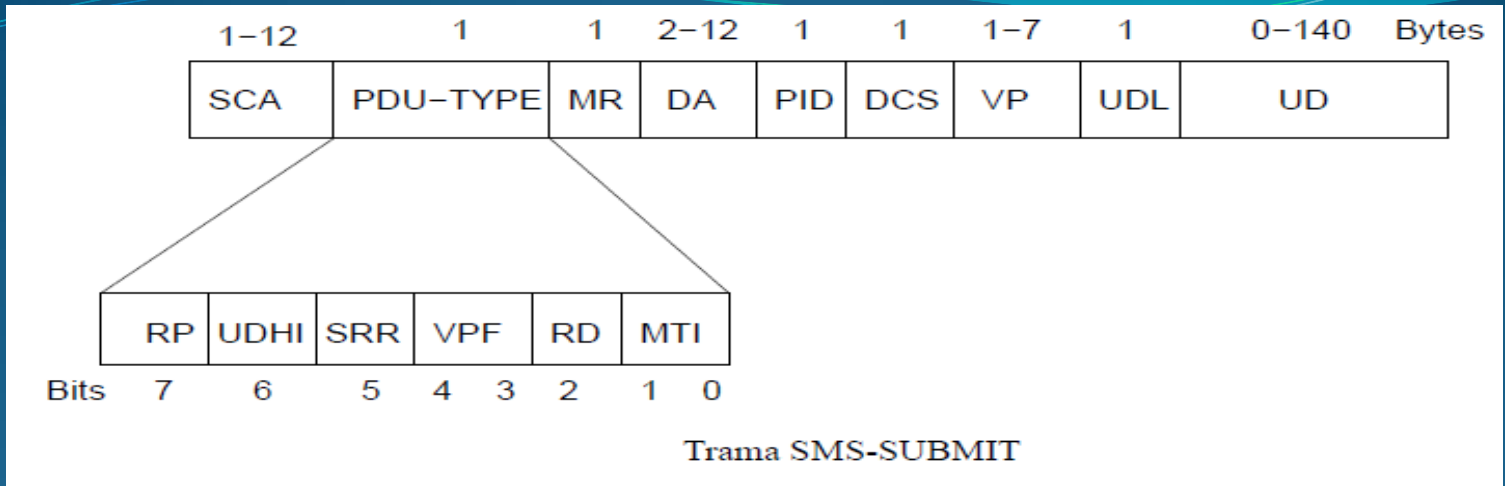 1−12 1 1 2−12 1 1 1−7 1 0−140 Bytes
SCA PDU−TYPE MR DA PID DCS VP UDL UD
RP UDHI SRR VPF RD MTI
Bits 7 6 5 4 3 2 1 0
Trama SMS-SUBMIT